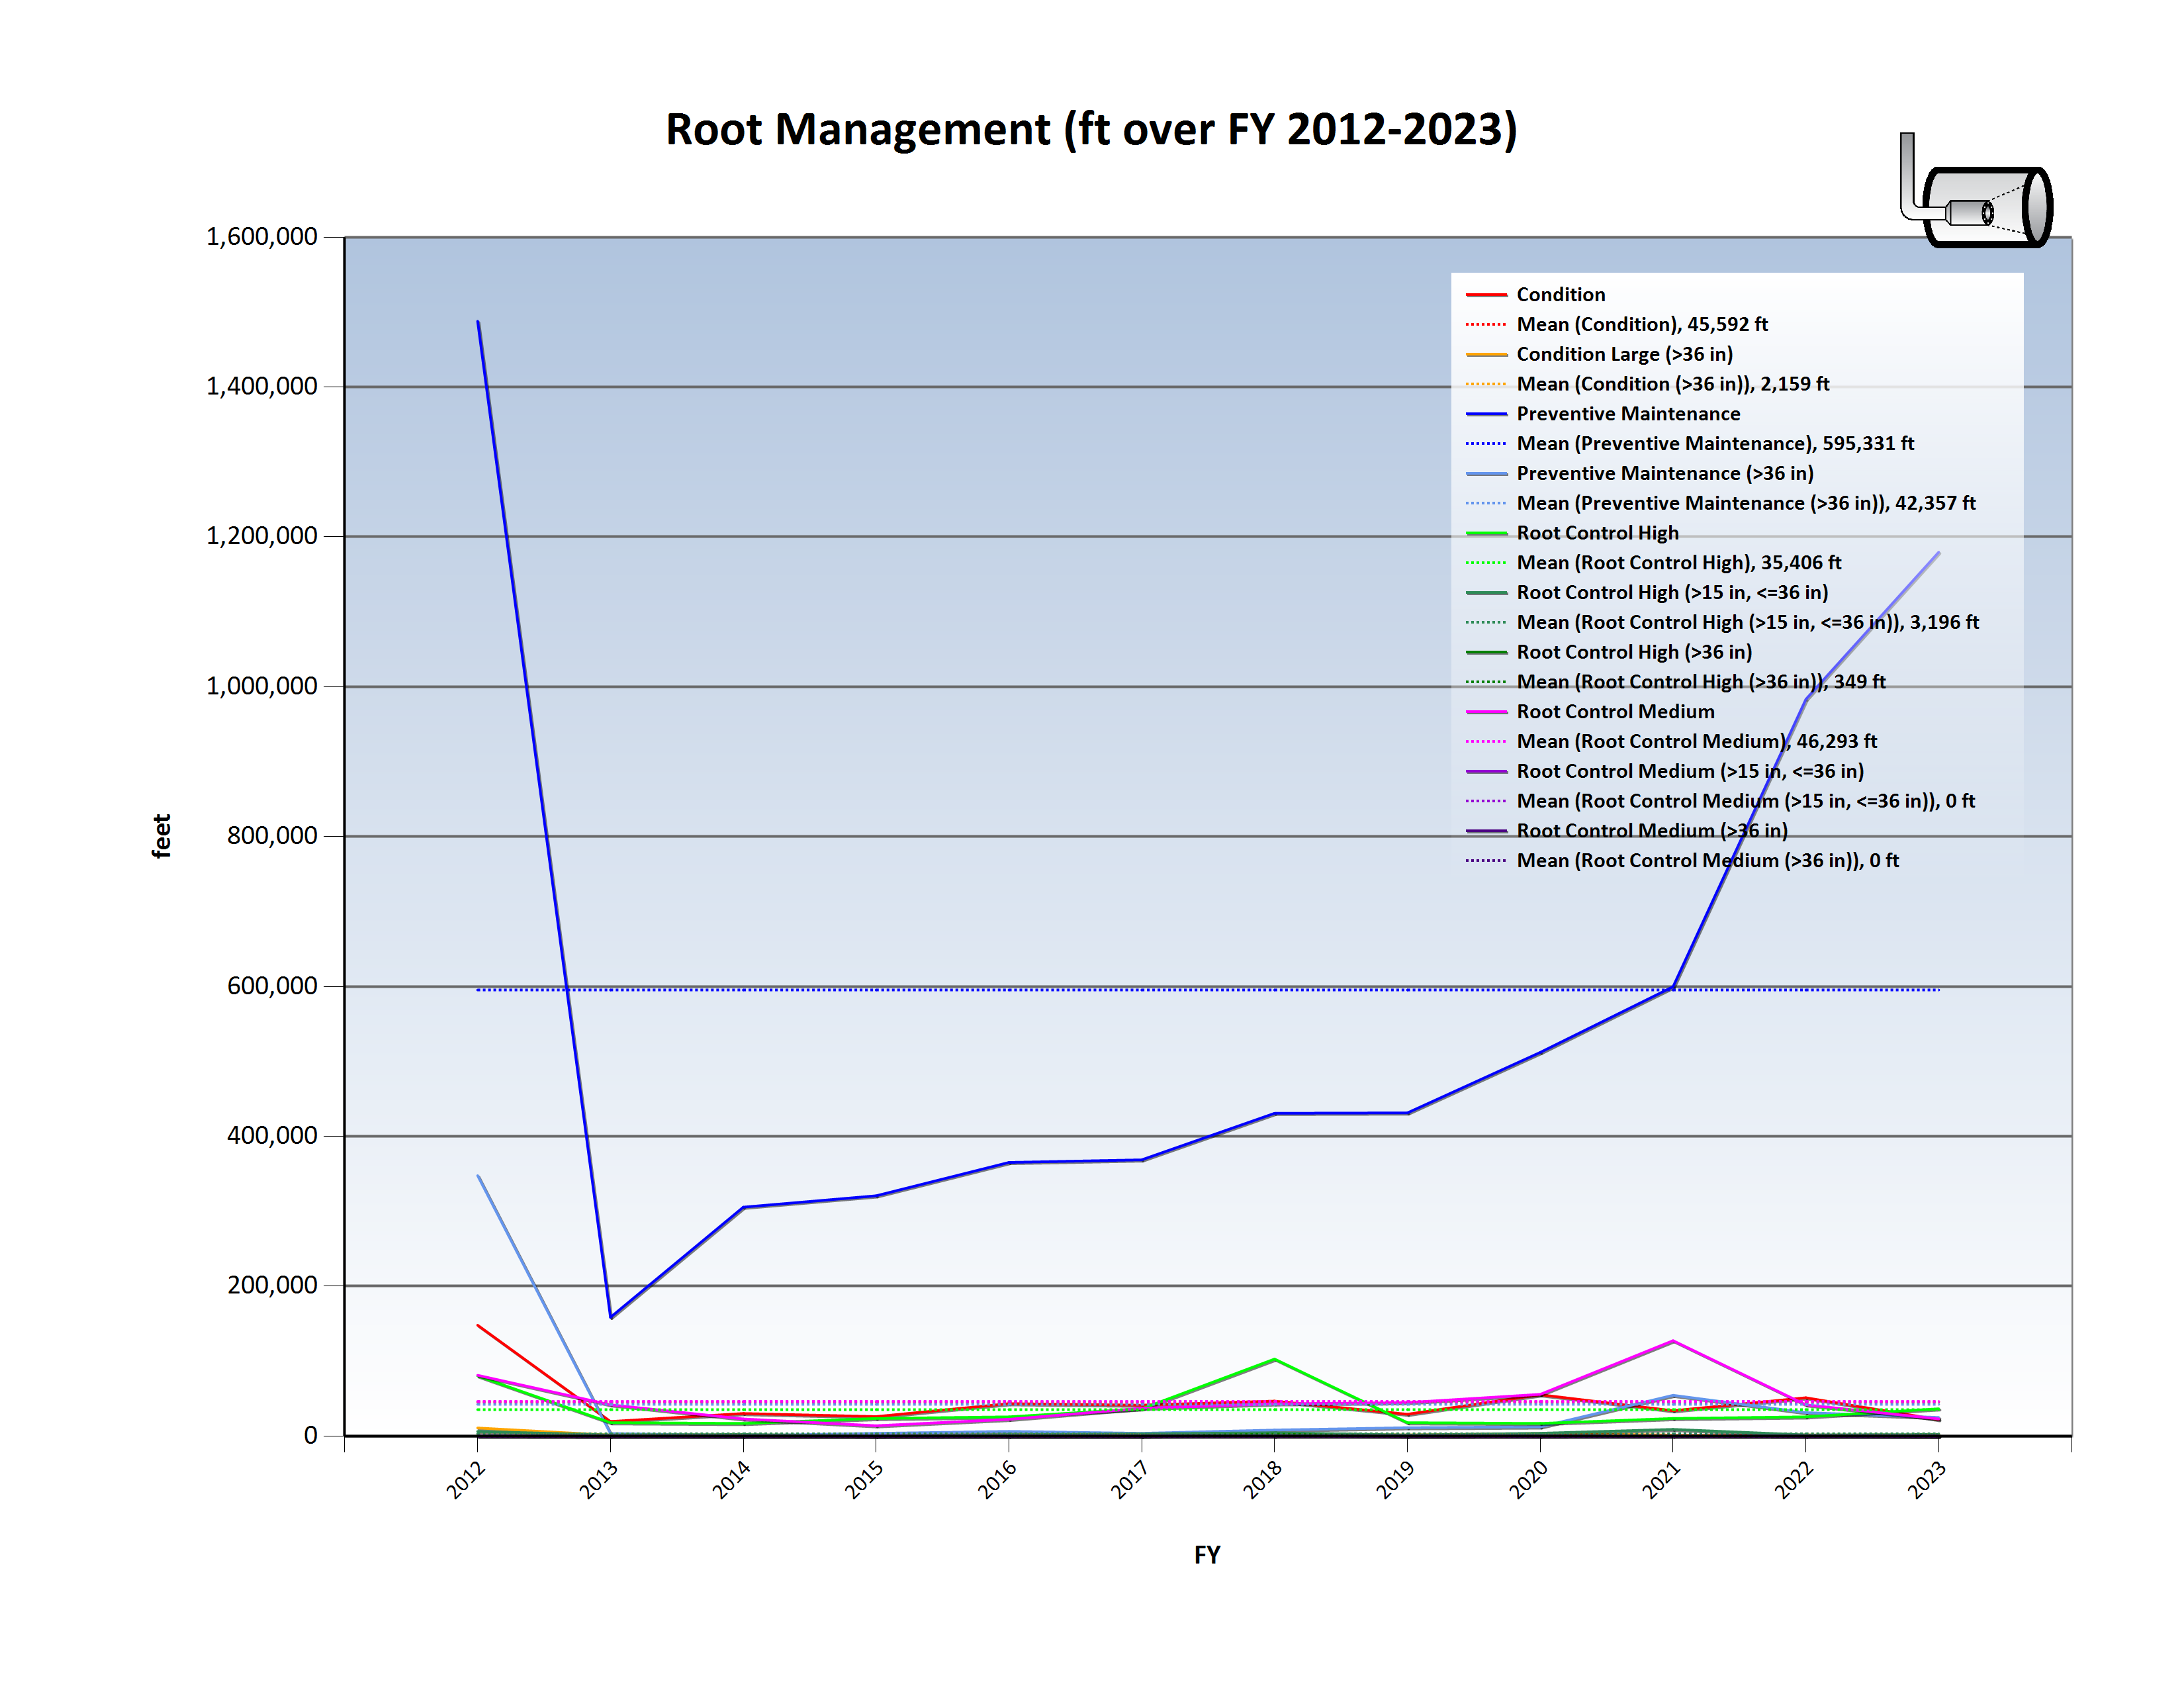 Root Management (ft over FY 2012-2023)
1,600,000
1,400,000
1,200,000
1,000,000
800,000
600,000
400,000
200,000
0
feet
Condition
Mean (Condition), 45,592 ft
Condition Large (>36 in)
Mean (Condition (>36 in)), 2,159 ft
Preventive Maintenance
Mean (Preventive Maintenance), 595,331 ft
Preventive Maintenance (>36 in)
Mean (Preventive Maintenance (>36 in)), 42,357 ft
Root Control High
Mean (Root Control High), 35,406 ft
Root Control High (>15 in, <=36 in)
Mean (Root Control High (>15 in, <=36 in)), 3,196 ft
Root Control High (>36 in)
Mean (Root Control High (>36 in)), 349 ft
Root Control Medium
Mean (Root Control Medium), 46,293 ft
Root Control Medium (>15 in, <=36 in)
Mean (Root Control Medium (>15 in, <=36 in)), 0 ft
Root Control Medium (>36 in)
Mean (Root Control Medium (>36 in)), 0 ft
2012
2013
2014
2015
2016
2017
2018
2019
2020
2021
2022
2023
FY